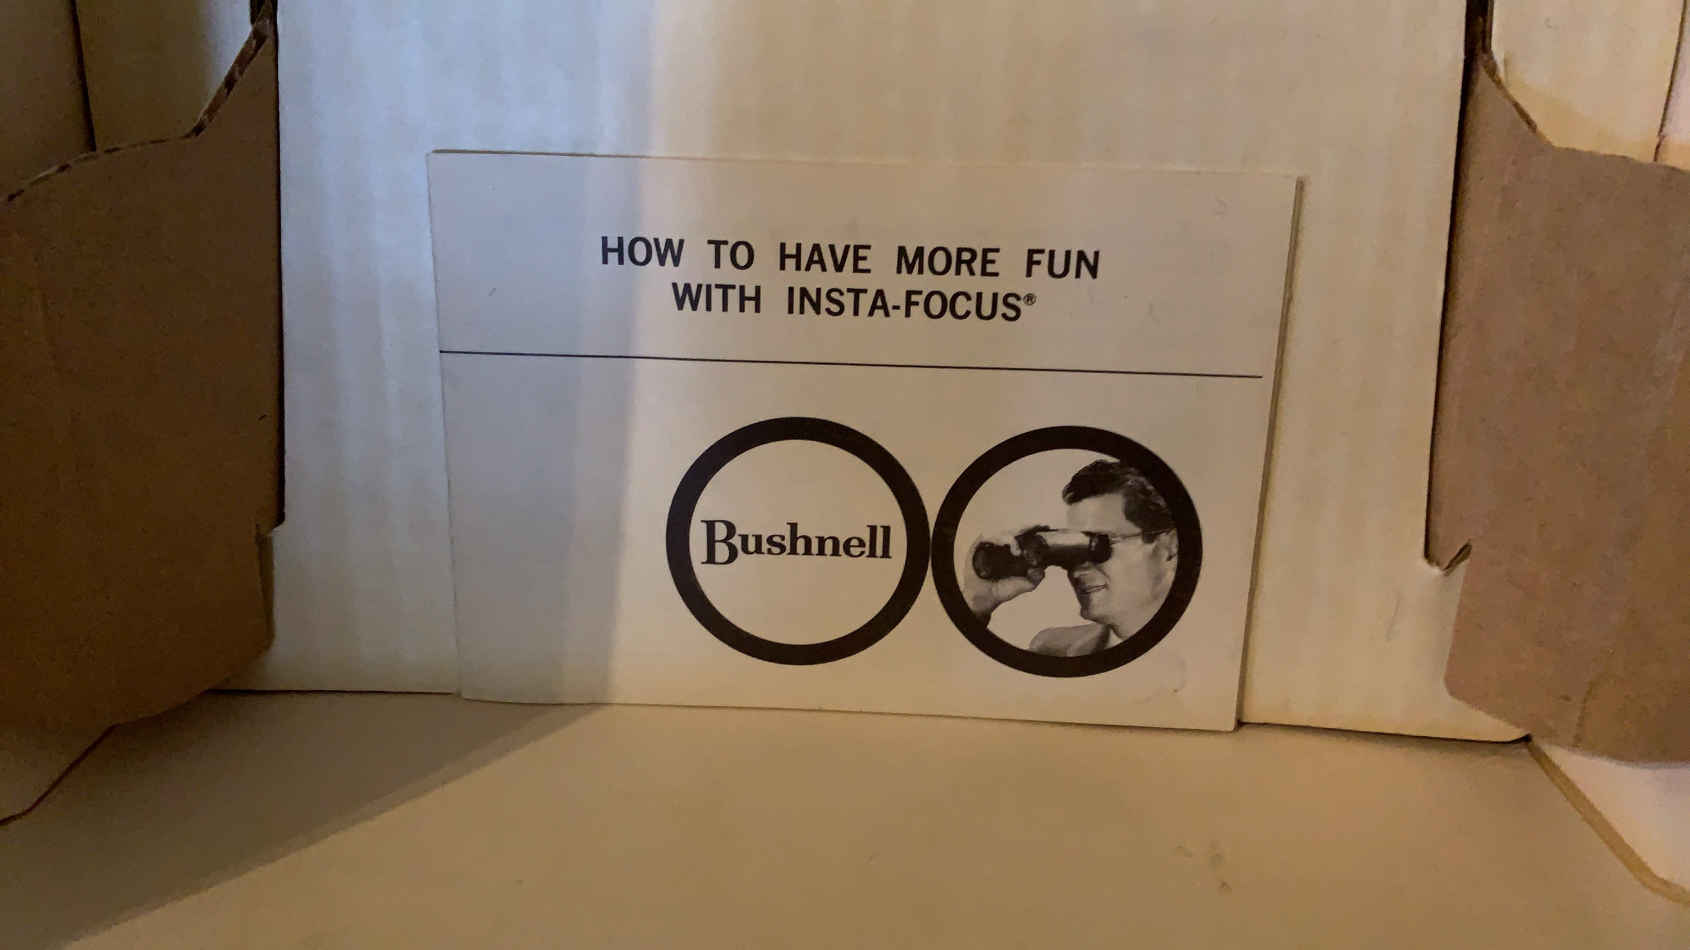 HOW TO HAVE MORE FUN
WITH INSTA-FOCUS®
Bushnell